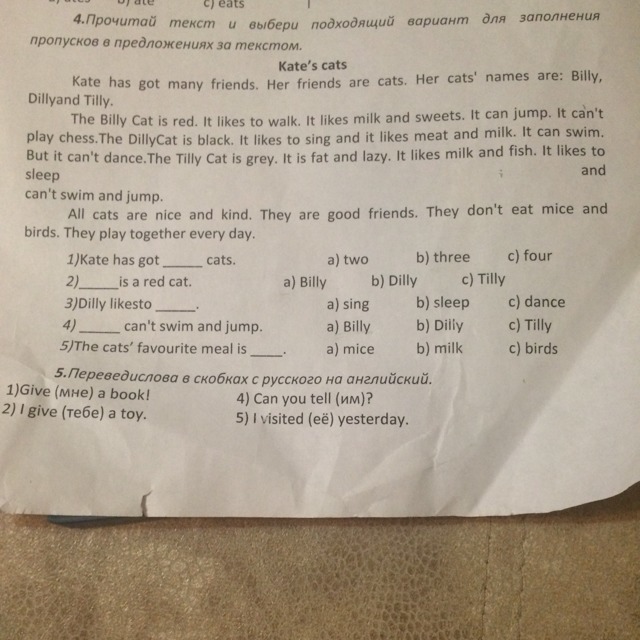 b) ate c) eats
4.Прочитай текст и выбери подходящий вариант для заполнения
пропусков в предложениях за текстом.
Kate's cats
Kate has got many friends. Her friends are cats. Her cats' names are: Billy,
Dillyand Tilly.
The Billy Cat is red. It likes to walk. It likes milk and sweets. It can jump. It can't
play chess.The DillyCat is black. It likes to sing and it likes meat and milk. It can swim.
But it can't dance.The Tilly Cat is grey. It is fat and lazy. It likes milk and fish. It likes to
sleep and
can't swim and jump.
All cats are nice and kind. They are good friends. They don't eat mice and
birds. They play together every day.
1)Kate has got _____ cats. a) two b) three c) four
2)_____is a red cat. a) Billy b) Dilly c) Tilly
3)Dilly likesto _____. a) sing b) sleep c) dance
4) _____ can't swim and jump. a) Billy b) Dilly c) Tilly
5)The cats' favourite meal is ____. a) mice b) milk c) birds
5.Переведислова в скобках с русского на английский.
1)Give (мне) a book! 4) Can you tell (им)?
2) I give (тебе) a toy. 5) I visited (её) yesterday.